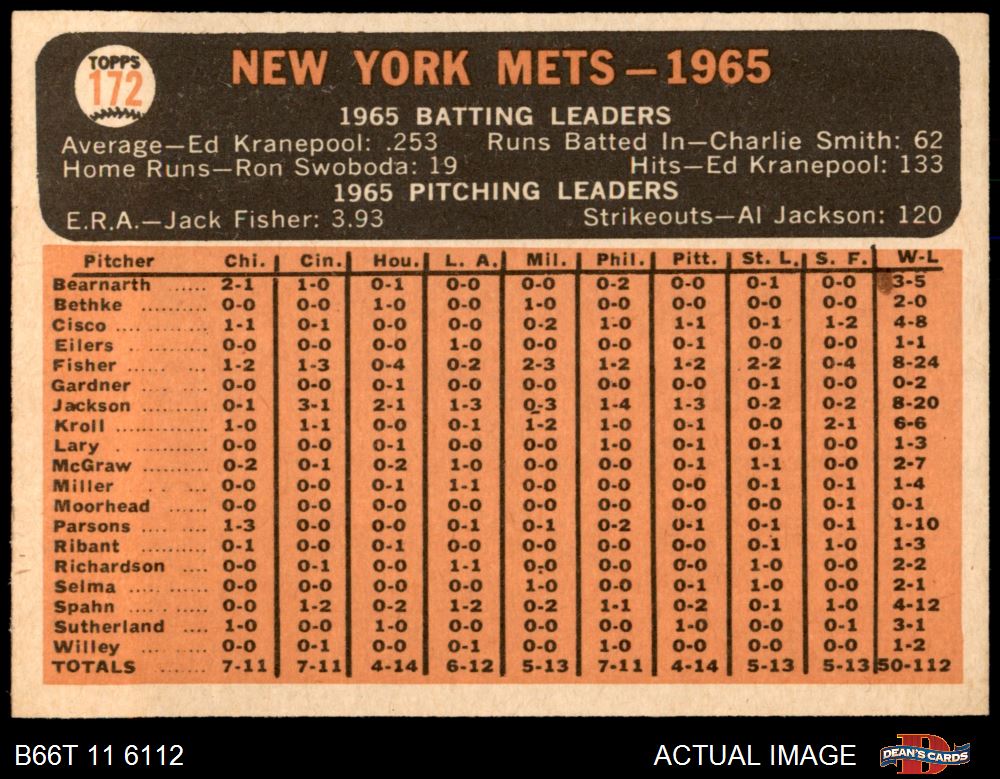 TOPPS
172
NEW YORK METS—1965
1965 BATTING LEADERS
Average—Ed Kranepool: .253 Runs Batted In—Charlie Smith: 62
Home Runs—Ron Swoboda: 19 Hits—Ed Kranepool: 133
1965 PITCHING LEADERS
E.R.A.—Jack Fisher: 3.93 Strikeouts—Al Jackson: 120
Pitcher Chi. Cin. Hou. L. A. Mil. Phil. Pitt. St. L. S. F. W-L
Bearnarth ...... 2-1 1-0 0-1 0-0 0-0 0-2 0-0 0-1 0-0 3-5
Bethke .......... 0-0 0-0 1-0 0-0 1-0 0-0 0-0 0-0 0-0 2-0
Cisco .... ......... 1-1 0-1 0-0 0-0 0-2 1-0 1-1 0-1 1-2 4-8
Eilers .......... 0-0 0-0 0-0 1-0 0-0 0-0 0-1 0-0 0-0 1-1
Fisher ...... ...... 1-2 1-3 0-4 0-2 2-3 1-2 1-2 2-2 0-4 8-24
Gardner .......... 0-0 0-0 0-1 0-0 0-0 0-0 0-0 0-1 0-0 0-2
Jackson .......... 0-1 3-1 2-1 1-3 0-3 1-4 1-3 0-2 0-2 8-20
Kroll .... ......... 1-0 1-1 0-0 0-1 1-2 1-0 0-1 0-0 2-1 6-6
Lary . .......... 0-0 0-0 0-1 0-0 0-0 1-0 0-1 0-1 0-0 1-3
McGraw .......... 0-2 0-1 0-2 1-0 0-0 0-0 0-1 1-1 0-0 2-7
Miller .. ....... 0-0 0-0 0-1 1-1 0-0 0-0 0-0 0-1 0-1 1-4
Moorhead ...... 0-0 0-0 0-0 0-0 0-0 0-0 0-0 0-0 0-1 0-1
Parsons .... ..... 1-3 0-0 0-0 0-1 0-1 0-2 0-1 0-1 0-1 1-10
Ribant .......... 0-1 0-0 0-1 0-0 0-0 0-0 0-0 0-1 1-0 1-3
Richardson .... 0-0 0-1 0-0 1-1 0-0 0-0 0-0 1-0 0-0 2-2
Selma ..... ...... 0-0 0-0 0-0 0-0 1-0 0-0 0-1 1-0 0-0 2-1
Spahn .......... 0-0 1-2 0-2 1-2 0-2 1-1 0-2 0-1 1-0 4-12
Sutherland .... 1-0 0-0 1-0 0-0 0-0 0-0 1-0 0-0 0-1 3-1
Willey .......... 0-0 0-1 0-0 0-1 0-0 1-0 0-0 0-0 0-0 1-2
TOTALS ...... 7-11 7-11 4-14 6-12 5-13 7-11 4-14 5-13 5-13 50-112
B66T 11 6112 ACTUAL IMAGE DEAN'S CARDS